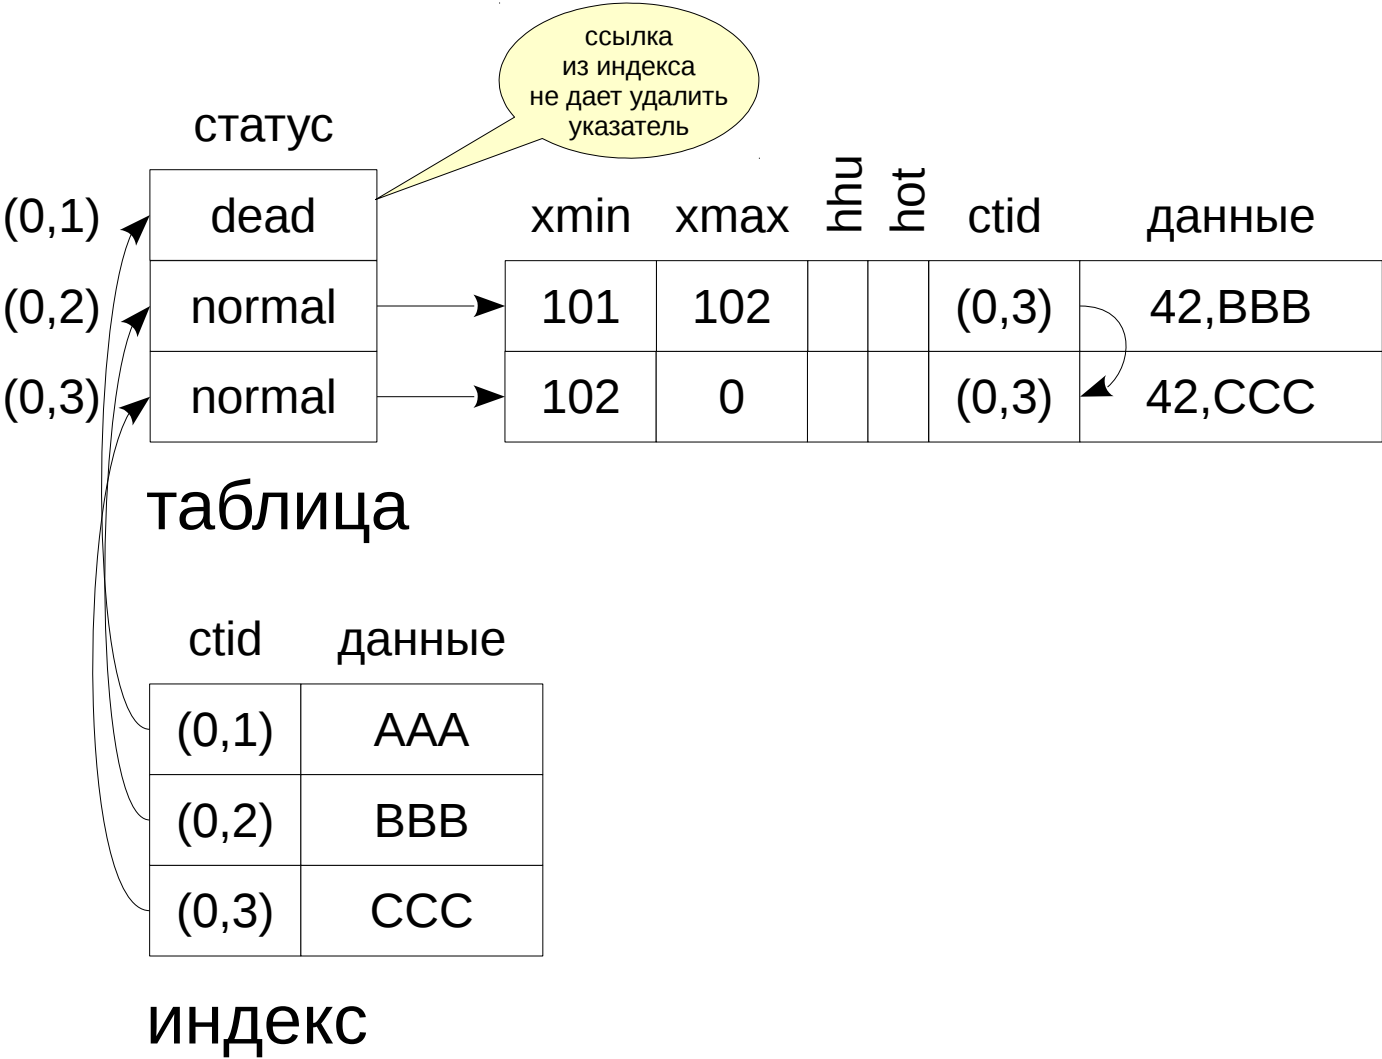 ссылка
из индекса
не дает удалить
указатель
статус
xmin xmax hhu hot ctid данные
(0,1) dead
(0,2) normal 101 102 (0,3) 42,BBB
(0,3) normal 102 0 (0,3) 42,CCC
таблица
ctid данные
(0,1) AAA
(0,2) BBB
(0,3) CCC
индекс